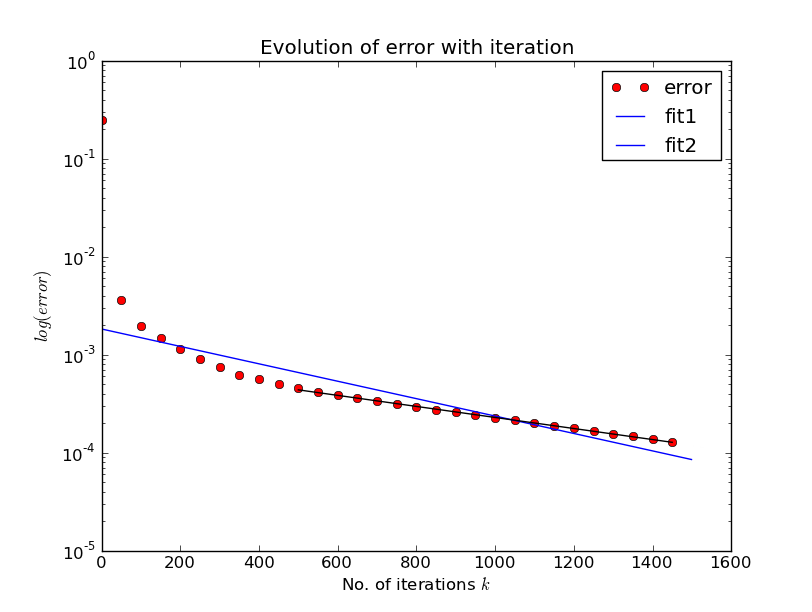 Evolution of error with iteration
error
fit1
fit2
10^0
10^-1
10^-2
10^-3
10^-4
10^-5
log(error)
0 200 400 600 800 1000 1200 1400 1600
No. of iterations k